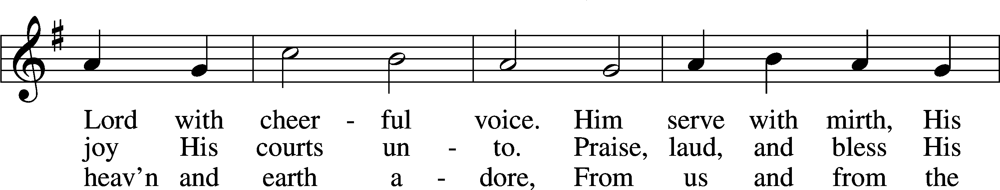 Lord with cheer - ful voice. Him serve with mirth, His
joy His courts un - to. Praise, laud, and bless His
heav’n and earth a - dore, From us and from the